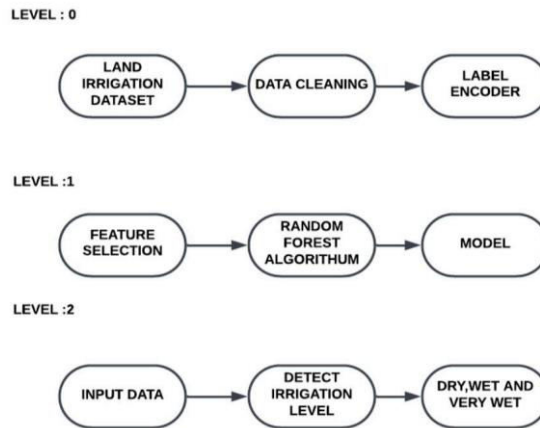 LEVEL : 0
LAND
IRRIGATION
DATASET
DATA CLEANING
LABEL
ENCODER
LEVEL :1
FEATURE
SELECTION
RANDOM
FOREST
ALGORITHUM
MODEL
LEVEL :2
INPUT DATA
DETECT
IRRIGATION
LEVEL
DRY,WET AND
VERY WET